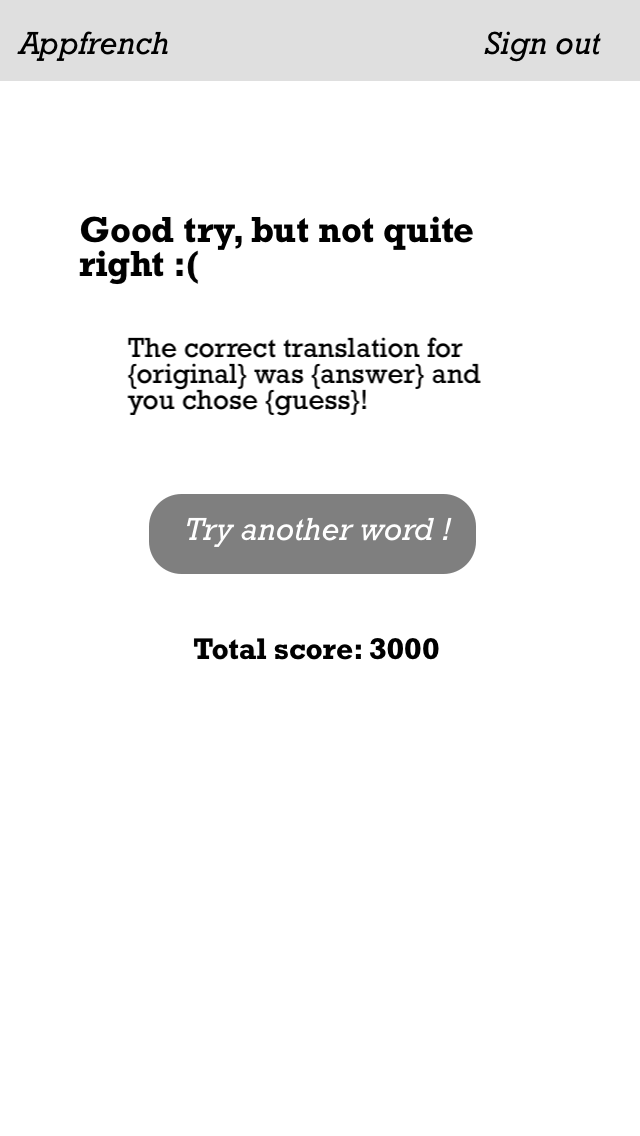 Appfrench Sign out
Good try, but not quite
right :(
The correct translation for
{original} was {answer} and
you chose {guess}!
Try another word !
Total score: 3000